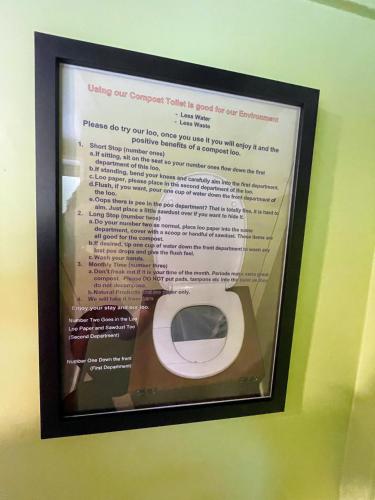 Using our Compost Toilet is good for our Environment
- Less Water
- Less Waste
Please do try our loo, once you use it you will enjoy it and the
positive benefits of a compost loo.
1. Short Stop (number ones)
a.If sitting, sit on the seat so your number ones flow down the first
department of this loo.
b.If standing, bend your knees and carefully aim into the first department.
c.Loo paper, please place in the second department of the loo.
d.Flush, if you want, pour one cup of water down the front department of
the loo.
e.Oops there is pee in the poo department? That is totally fine, it is hard to
aim. Just place a little sawdust over if you want to hide it.
2. Long Stop (number twos)
a.Do your number two as normal, place loo paper into the same
department, cover with a scoop or handful of sawdust. These items are
all good for the compost.
b.If desired, tip one cup of water down the front department to wash any
last pee drops and give the flush feel.
c.Wash your hands.
3. Monthly Time (number three)
a.Don't freak out if it is your time of the month. Periods make extra great
compost. Please DO NOT put pads, tampons etc into the toilet as they
do not decompose.
b.Natural Products and loo paper only.
4. We will take it from
Enjoy your stay and our loo.
Number Two Goes in the Loo
Loo Paper and Sawdust Too
(Second Department)
Number One Down the front
(First Department)